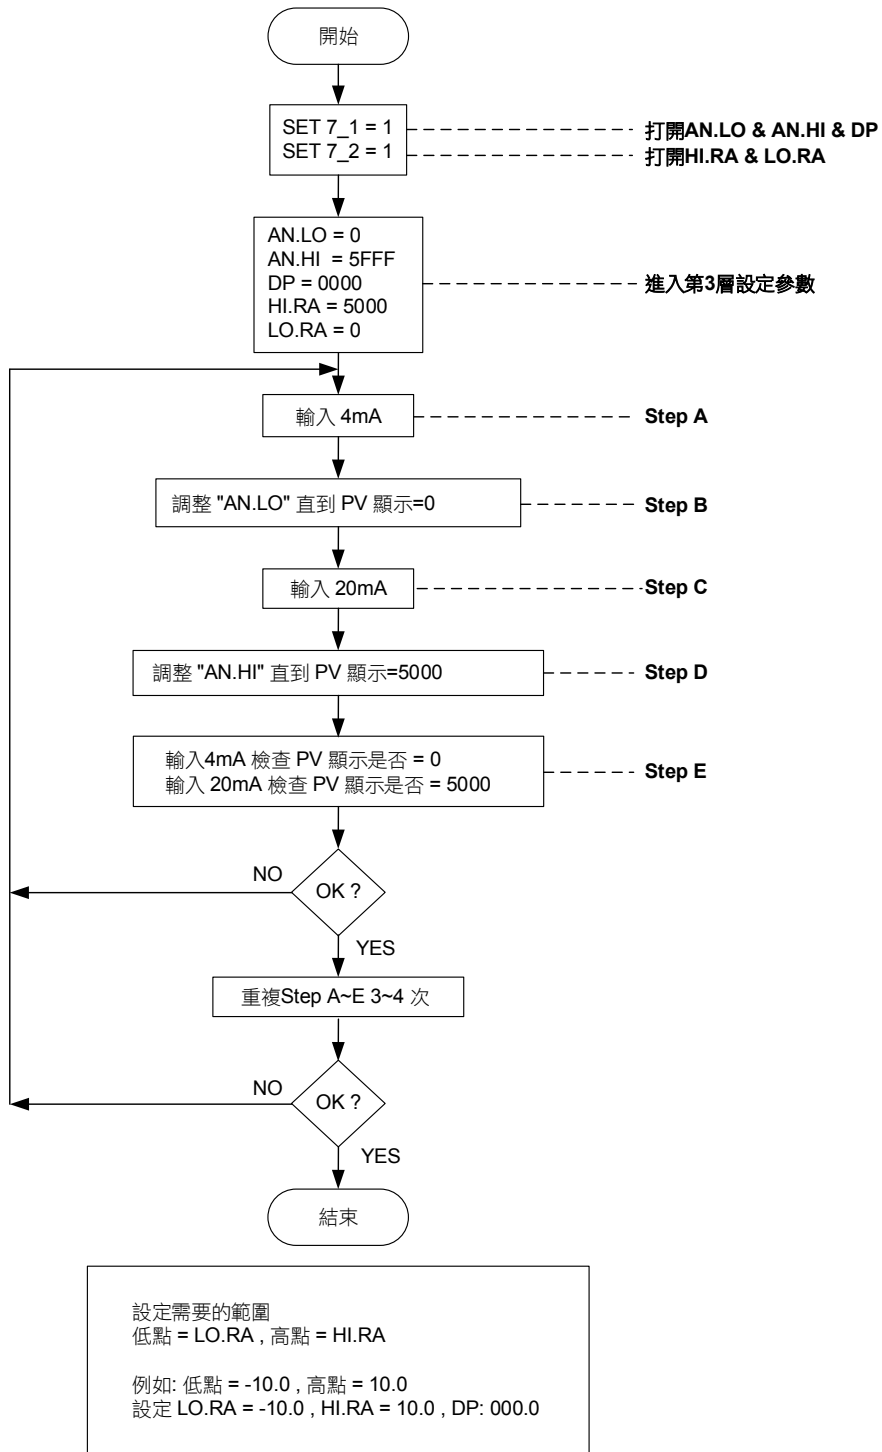 開始
SET 7_1 = 1
SET 7_2 = 1
打開AN.LO & AN.HI & DP
打開HI.RA & LO.RA
AN.LO = 0
AN.HI = 5FFF
DP = 0000
HI.RA = 5000
LO.RA = 0
進入第3層設定參數
輸入 4mA
Step A
調整 "AN.LO" 直到 PV 顯示=0
Step B
輸入 20mA
Step C
調整 "AN.HI" 直到 PV 顯示=5000
Step D
輸入4mA 檢查 PV 顯示是否 = 0
輸入 20mA 檢查 PV 顯示是否 = 5000
Step E
NO
OK ?
YES
重複Step A~E 3~4 次
NO
OK ?
YES
結束
設定需要的範圍
低點 = LO.RA , 高點 = HI.RA
例如: 低點 = -10.0 , 高點 = 10.0
設定 LO.RA = -10.0 , HI.RA = 10.0 , DP: 000.0